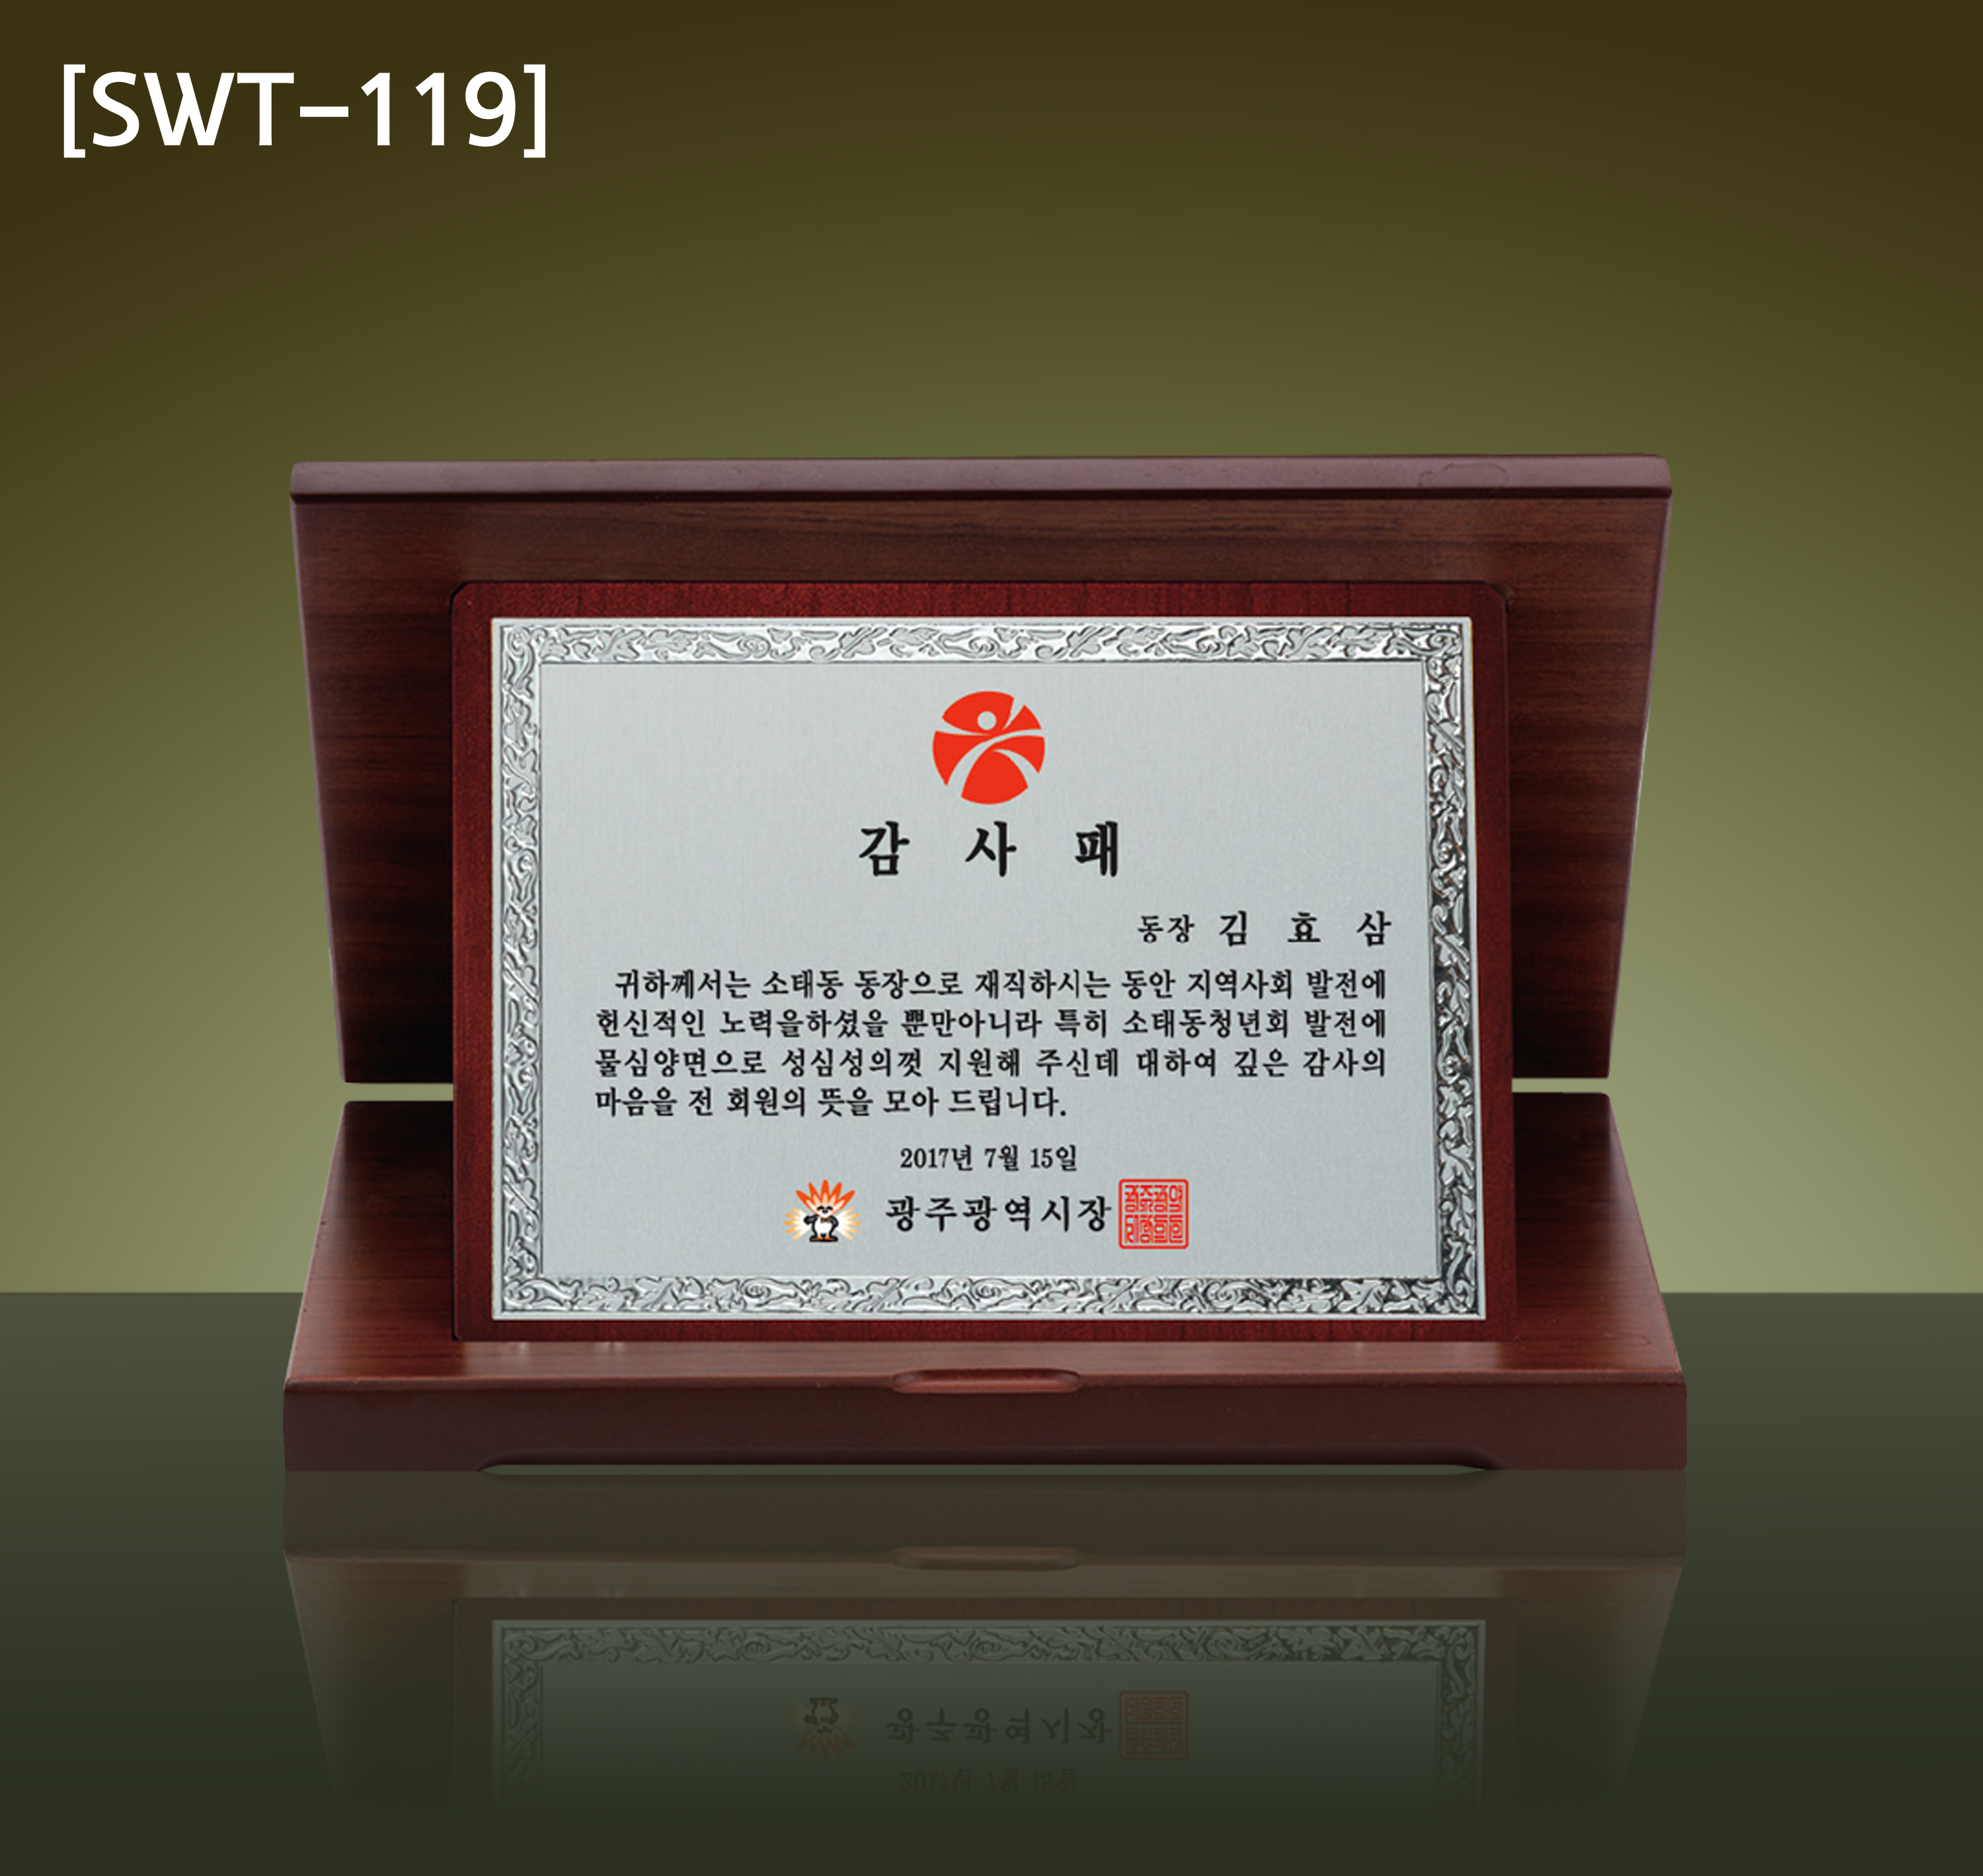 [SWT-119]
감 사 패
동장 김 효 삼
귀하께서는 소태동 동장으로 재직하시는 동안 지역사회 발전에
헌신적인 노력을하셨을 뿐만아니라 특히 소태동청년회 발전에
물심양면으로 성심성의껏 지원해 주신데 대하여 깊은 감사의
마음을 전 회원의 뜻을 모아 드립니다.
2017년 7월 15일
광주광역시장